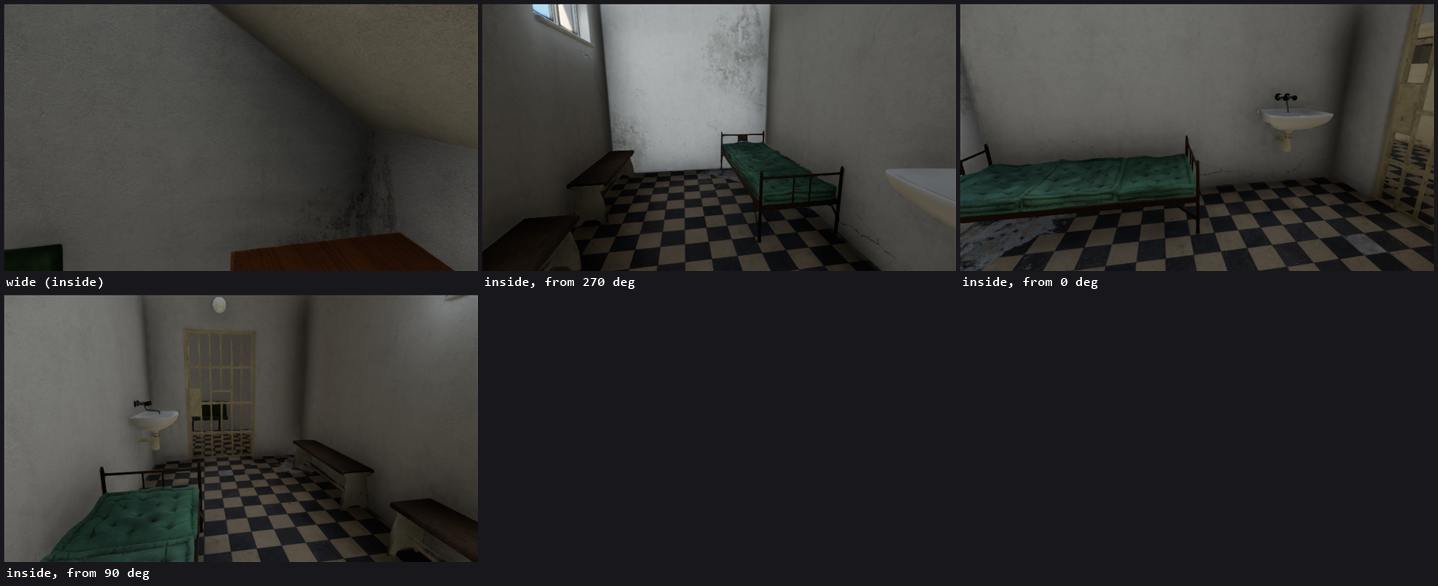 wide (inside)
inside, from 270 deg
inside, from 0 deg
inside, from 90 deg